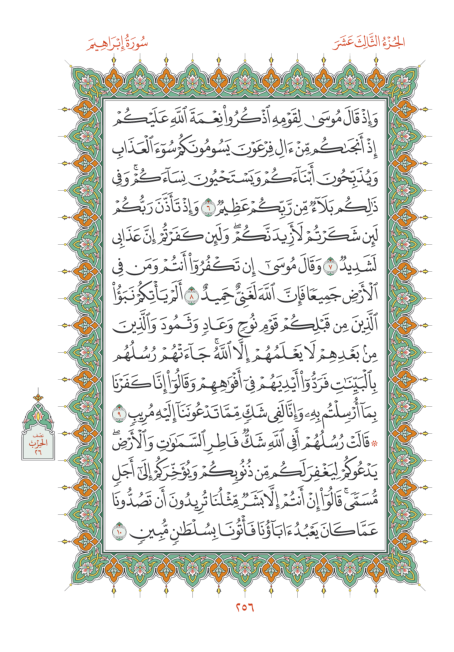 سُورَةُ إِبْرَاهِيمَ
الجُزْءُ الثَّالِثَ عَشَرَ
وَإِذْ قَالَ مُوسَىٰ لِقَوْمِهِ ٱذْكُرُوا۟ نِعْمَةَ ٱللَّهِ عَلَيْكُمْ
إِذْ أَنجَىٰكُم مِّنْ ءَالِ فِرْعَوْنَ يَسُومُونَكُمْ سُوٓءَ ٱلْعَذَابِ
وَيُذَبِّحُونَ أَبْنَآءَكُمْ وَيَسْتَحْيُونَ نِسَآءَكُمْ ۚ وَفِى
ذَٰلِكُم بَلَآءٌ مِّن رَّبِّكُمْ عَظِيمٌ ٦ وَإِذْ تَأَذَّنَ رَبُّكُمْ
لَئِن شَكَرْتُمْ لَأَزِيدَنَّكُمْ ۖ وَلَئِن كَفَرْتُمْ إِنَّ عَذَابِى
لَشَدِيدٌ ٧ وَقَالَ مُوسَىٰٓ إِن تَكْفُرُوٓا۟ أَنتُمْ وَمَن فِى
ٱلْأَرْضِ جَمِيعًا فَإِنَّ ٱللَّهَ لَغَنِىٌّ حَمِيدٌ ٨ أَلَمْ يَأْتِكُمْ نَبَؤُا۟
ٱلَّذِينَ مِن قَبْلِكُمْ قَوْمِ نُوحٍ وَعَادٍ وَثَمُودَ ۛ وَٱلَّذِينَ
مِنۢ بَعْدِهِمْ ۛ لَا يَعْلَمُهُمْ إِلَّا ٱللَّهُ ۚ جَآءَتْهُمْ رُسُلُهُم
بِٱلْبَيِّنَـٰتِ فَرَدُّوٓا۟ أَيْدِيَهُمْ فِىٓ أَفْوَٰهِهِمْ وَقَالُوٓا۟ إِنَّا كَفَرْنَا
بِمَآ أُرْسِلْتُم بِهِۦ وَإِنَّا لَفِى شَكٍّ مِّمَّا تَدْعُونَنَآ إِلَيْهِ مُرِيبٍ ٩
۞ قَالَتْ رُسُلُهُمْ أَفِى ٱللَّهِ شَكٌّ فَاطِرِ ٱلسَّمَـٰوَٰتِ وَٱلْأَرْضِ ۖ
يَدْعُوكُمْ لِيَغْفِرَ لَكُم مِّن ذُنُوبِكُمْ وَيُؤَخِّرَكُمْ إِلَىٰٓ أَجَلٍ
مُّسَمًّى ۚ قَالُوٓا۟ إِنْ أَنتُمْ إِلَّا بَشَرٌ مِّثْلُنَا تُرِيدُونَ أَن تَصُدُّونَا
عَمَّا كَانَ يَعْبُدُ ءَابَآؤُنَا فَأْتُونَا بِسُلْطَـٰنٍ مُّبِينٍ ١٠
نصف
الحزب
٢٦
٢٥٦